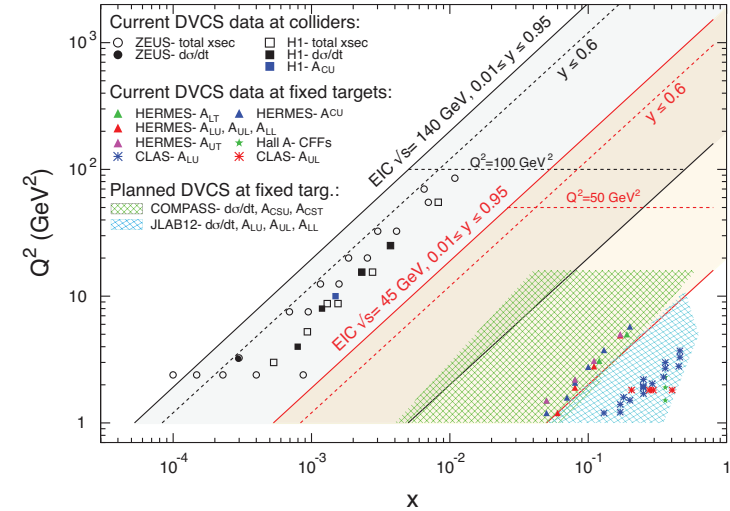 Current DVCS data at colliders:
ZEUS- total xsec H1- total xsec
ZEUS- dσ/dt H1- dσ/dt
H1- A_CU
Current DVCS data at fixed targets:
HERMES- A_LT HERMES- A_CU
HERMES- A_LU, A_UL, A_LL
HERMES- A_UT Hall A- CFFs
CLAS- A_LU CLAS- A_UL
Planned DVCS at fixed targ.:
COMPASS- dσ/dt, A_CSU, A_CST
JLAB12- dσ/dt, A_LU, A_UL, A_LL
EIC √s= 140 GeV, 0.01≤ y ≤ 0.95
y ≤ 0.6
EIC √s= 45 GeV, 0.01≤ y ≤ 0.95
y ≤ 0.6
Q²=100 GeV²
Q²=50 GeV²
Q² (GeV²)
10³
10²
10
1
10⁻⁴ 10⁻³ 10⁻² 10⁻¹ 1
x